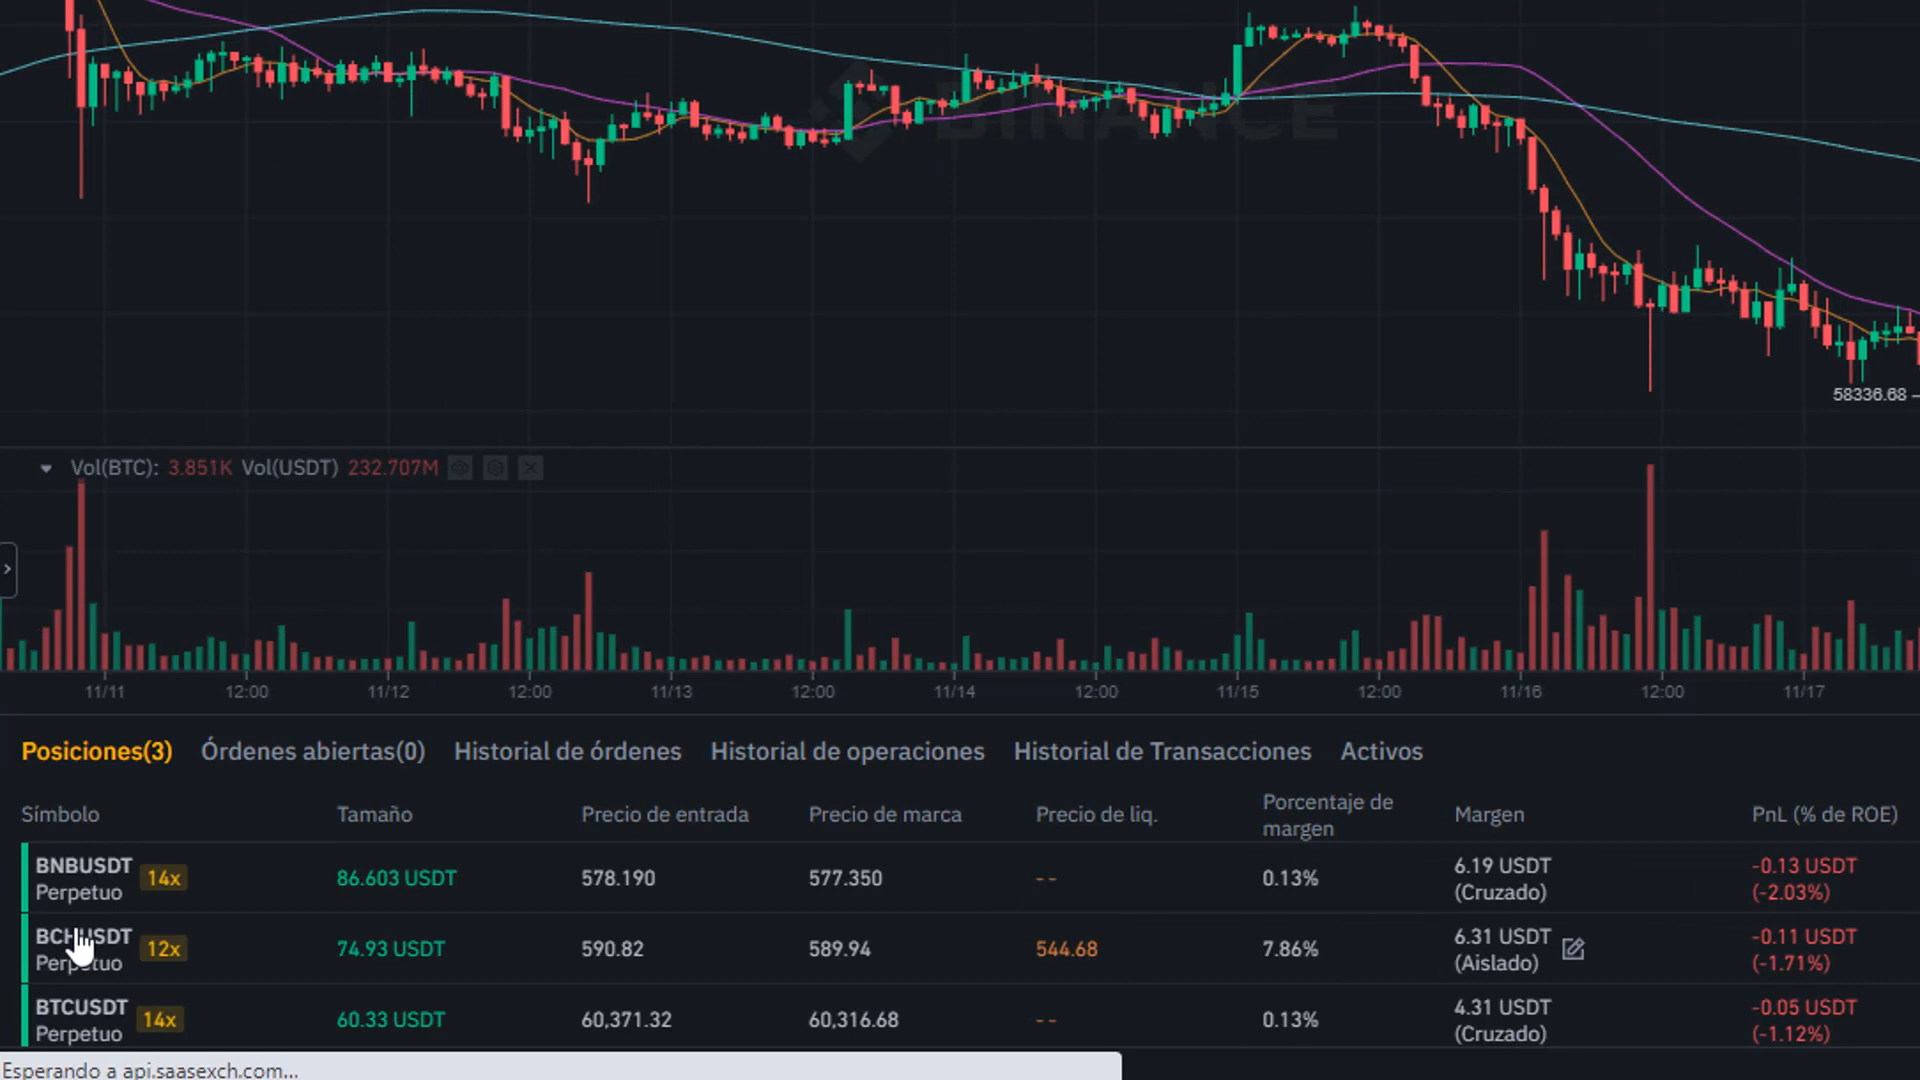 BINANCE
58336.68
Vol(BTC): 3.851K Vol(USDT) 232.707M
11/11 12:00 11/12 12:00 11/13 12:00 11/14 12:00 11/15 12:00 11/16 12:00 11/17
Posiciones(3) Órdenes abiertas(0) Historial de órdenes Historial de operaciones Historial de Transacciones Activos
Símbolo Tamaño Precio de entrada Precio de marca Precio de liq. Porcentaje de margen Margen PnL (% de ROE)
BNBUSDT Perpetuo 14x 86.603 USDT 578.190 577.350 -- 0.13% 6.19 USDT (Cruzado) -0.13 USDT (-2.03%)
BCHUSDT Perpetuo 12x 74.93 USDT 590.82 589.94 544.68 7.86% 6.31 USDT (Aislado) -0.11 USDT (-1.71%)
BTCUSDT Perpetuo 14x 60.33 USDT 60,371.32 60,316.68 -- 0.13% 4.31 USDT (Cruzado) -0.05 USDT (-1.12%)
Esperando a api.saasexch.com...